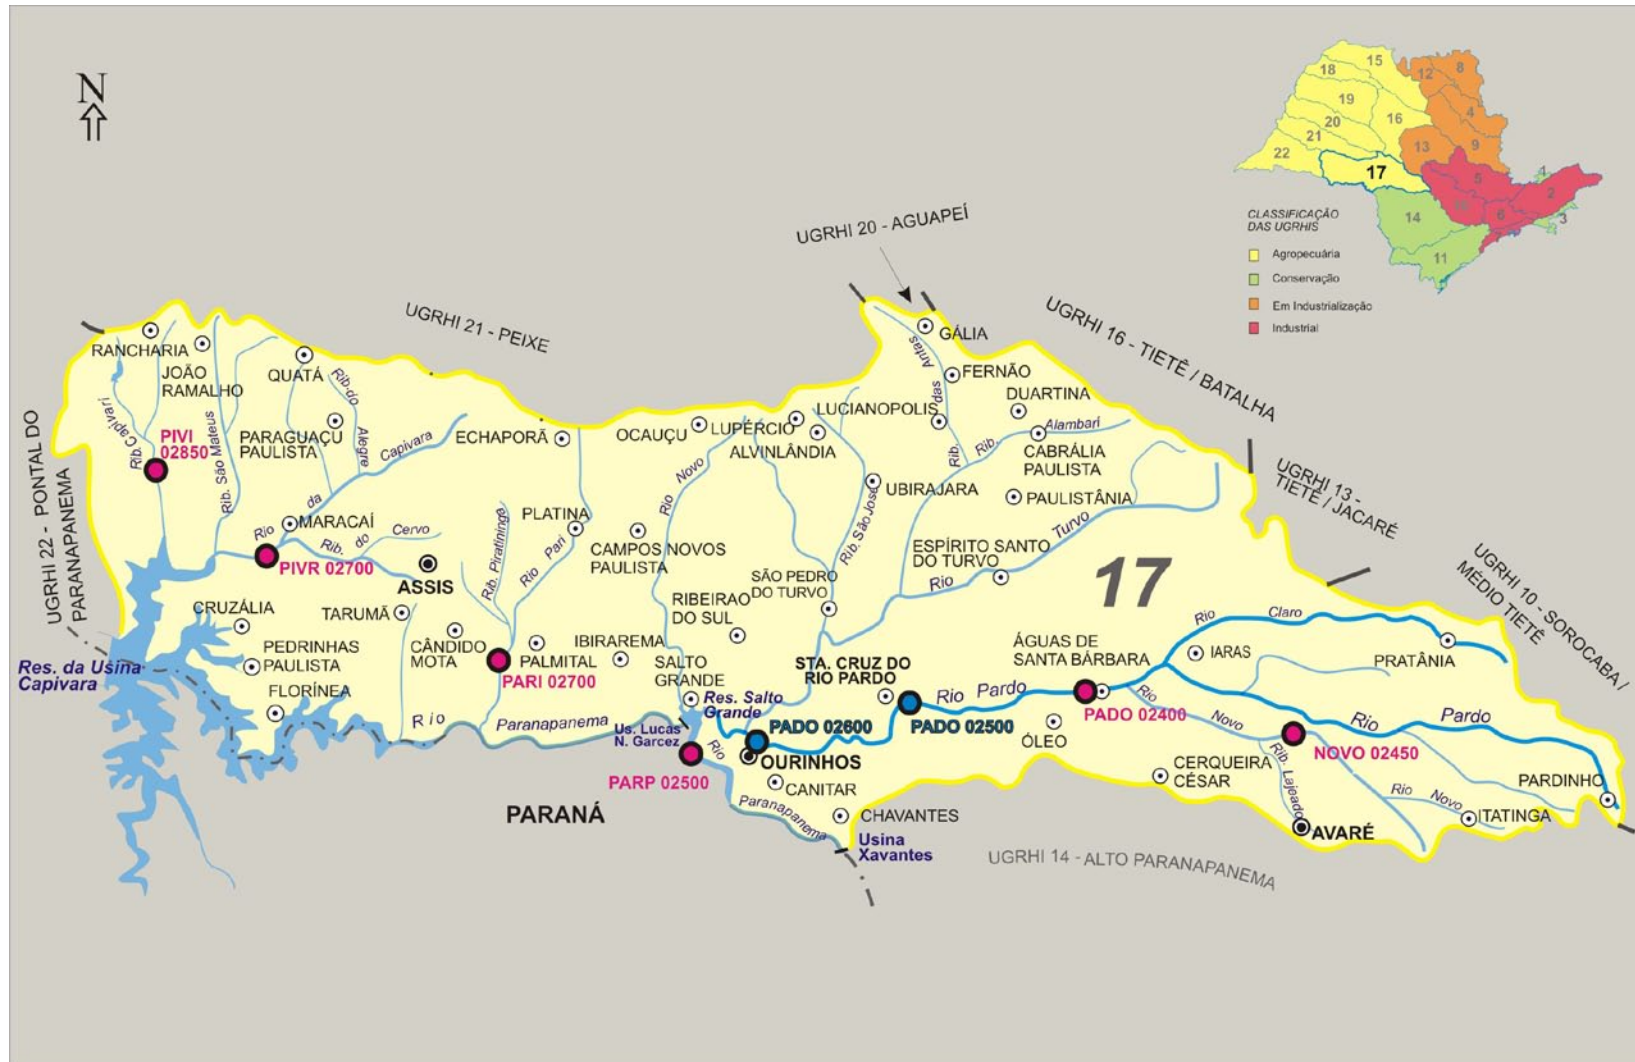 N
15
18
12
8
19
4
16
20
21
13
9
22
17
5
1
2
10
6
14
3
7
11
CLASSIFICAÇÃO
DAS UGRHIS
Agropecuária
Conservação
Em Industrialização
Industrial
UGRHI 20 - AGUAPEÍ
UGRHI 21 - PEIXE
UGRHI 16 - TIETÊ / BATALHA
UGRHI 13 -
TIETÊ / JACARÉ
UGRHI 10 - SOROCABA /
MÉDIO TIETÊ
UGRHI 14 - ALTO PARANAPANEMA
UGRHI 22 - PONTAL DO
PARANAPANEMA
RANCHARIA
JOÃO
RAMALHO
QUATÁ
Rib. do
Alegre
Rib. Capivari
PIVI
02850
Rib. São Mateus
PARAGUAÇU
PAULISTA
Rio
da
Capivara
ECHAPORÃ
OCAUÇU
LUPÉRCIO
ALVINLÂNDIA
LUCIANOPOLIS
GÁLIA
FERNÃO
DUARTINA
Rib.
das
Antas
Rib.
Alambari
CABRÁLIA
PAULISTA
UBIRAJARA
PAULISTÂNIA
MARACAÍ
Rib.
do
Cervo
PIVR 02700
ASSIS
Rib. Piratininga
PLATINA
Rio
Pari
CAMPOS NOVOS
PAULISTA
Rio
Novo
Rib. São José
ESPÍRITO SANTO
DO TURVO
Rio
Turvo
17
SÃO PEDRO
DO TURVO
RIBEIRAO
DO SUL
CRUZÁLIA
TARUMÃ
PEDRINHAS
PAULISTA
CÂNDIDO
MOTA
PALMITAL
PARI 02700
IBIRAREMA
SALTO
GRANDE
Res. da Usina
Capivara
FLORÍNEA
Rio
Paranapanema
Res. Salto
Grande
Us. Lucas
N. Garcez
STA. CRUZ DO
RIO PARDO
ÁGUAS DE
SANTA BÁRBARA
Rio
Claro
IARAS
PRATÂNIA
PADO 02600
PADO 02500
Rio
Pardo
PADO 02400
Rio
Novo
Rio
Pardo
NOVO 02450
ÓLEO
Rib. Lajeado
CERQUEIRA
CÉSAR
PARDINHO
Rio
Novo
ITATINGA
AVARÉ
OURINHOS
Rio
PARP 02500
CANITAR
Paranapanema
CHAVANTES
Usina
Xavantes
PARANÁ